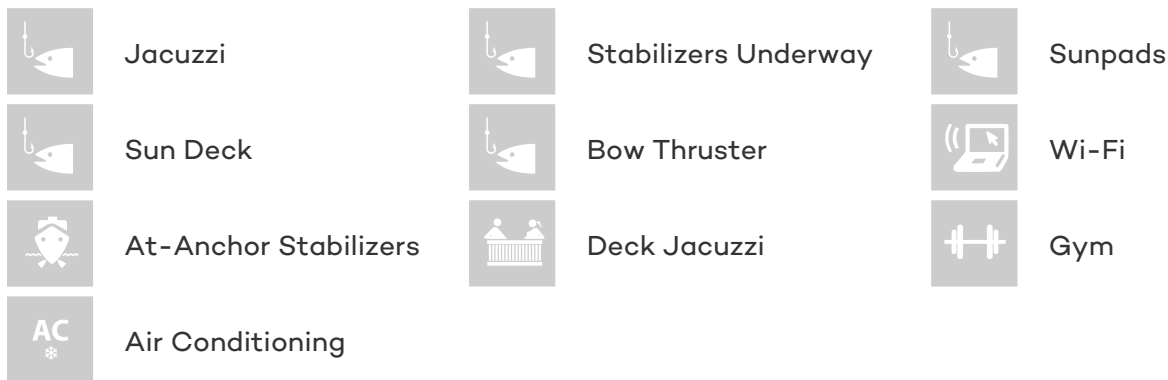 Jacuzzi
Stabilizers Underway
Sunpads
Sun Deck
Bow Thruster
Wi-Fi
At-Anchor Stabilizers
Deck Jacuzzi
Gym
AC
Air Conditioning